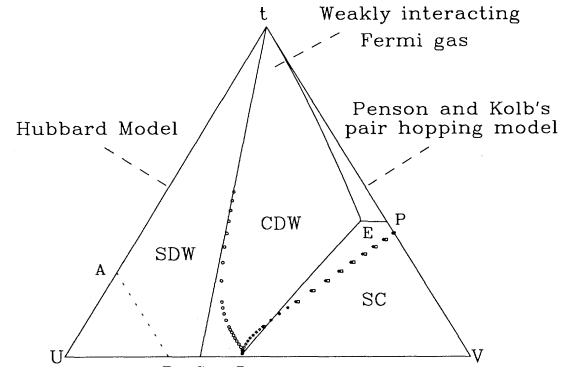 t
Weakly interacting
Fermi gas
Hubbard Model
Penson and Kolb's
pair hopping model
CDW
E
P
SDW
A
SC
U
V